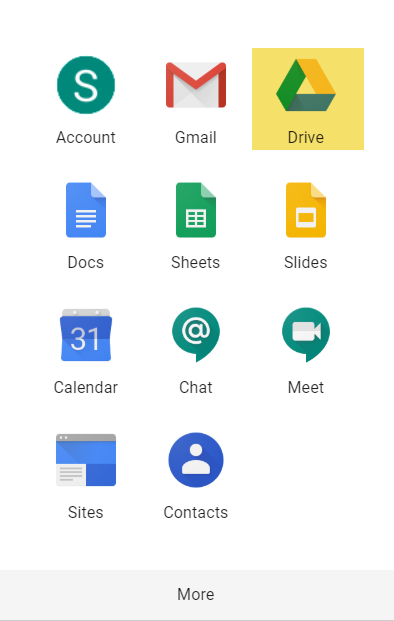 S
Account Gmail Drive
Docs Sheets Slides
31 @
Calendar Chat Meet
Sites Contacts
More